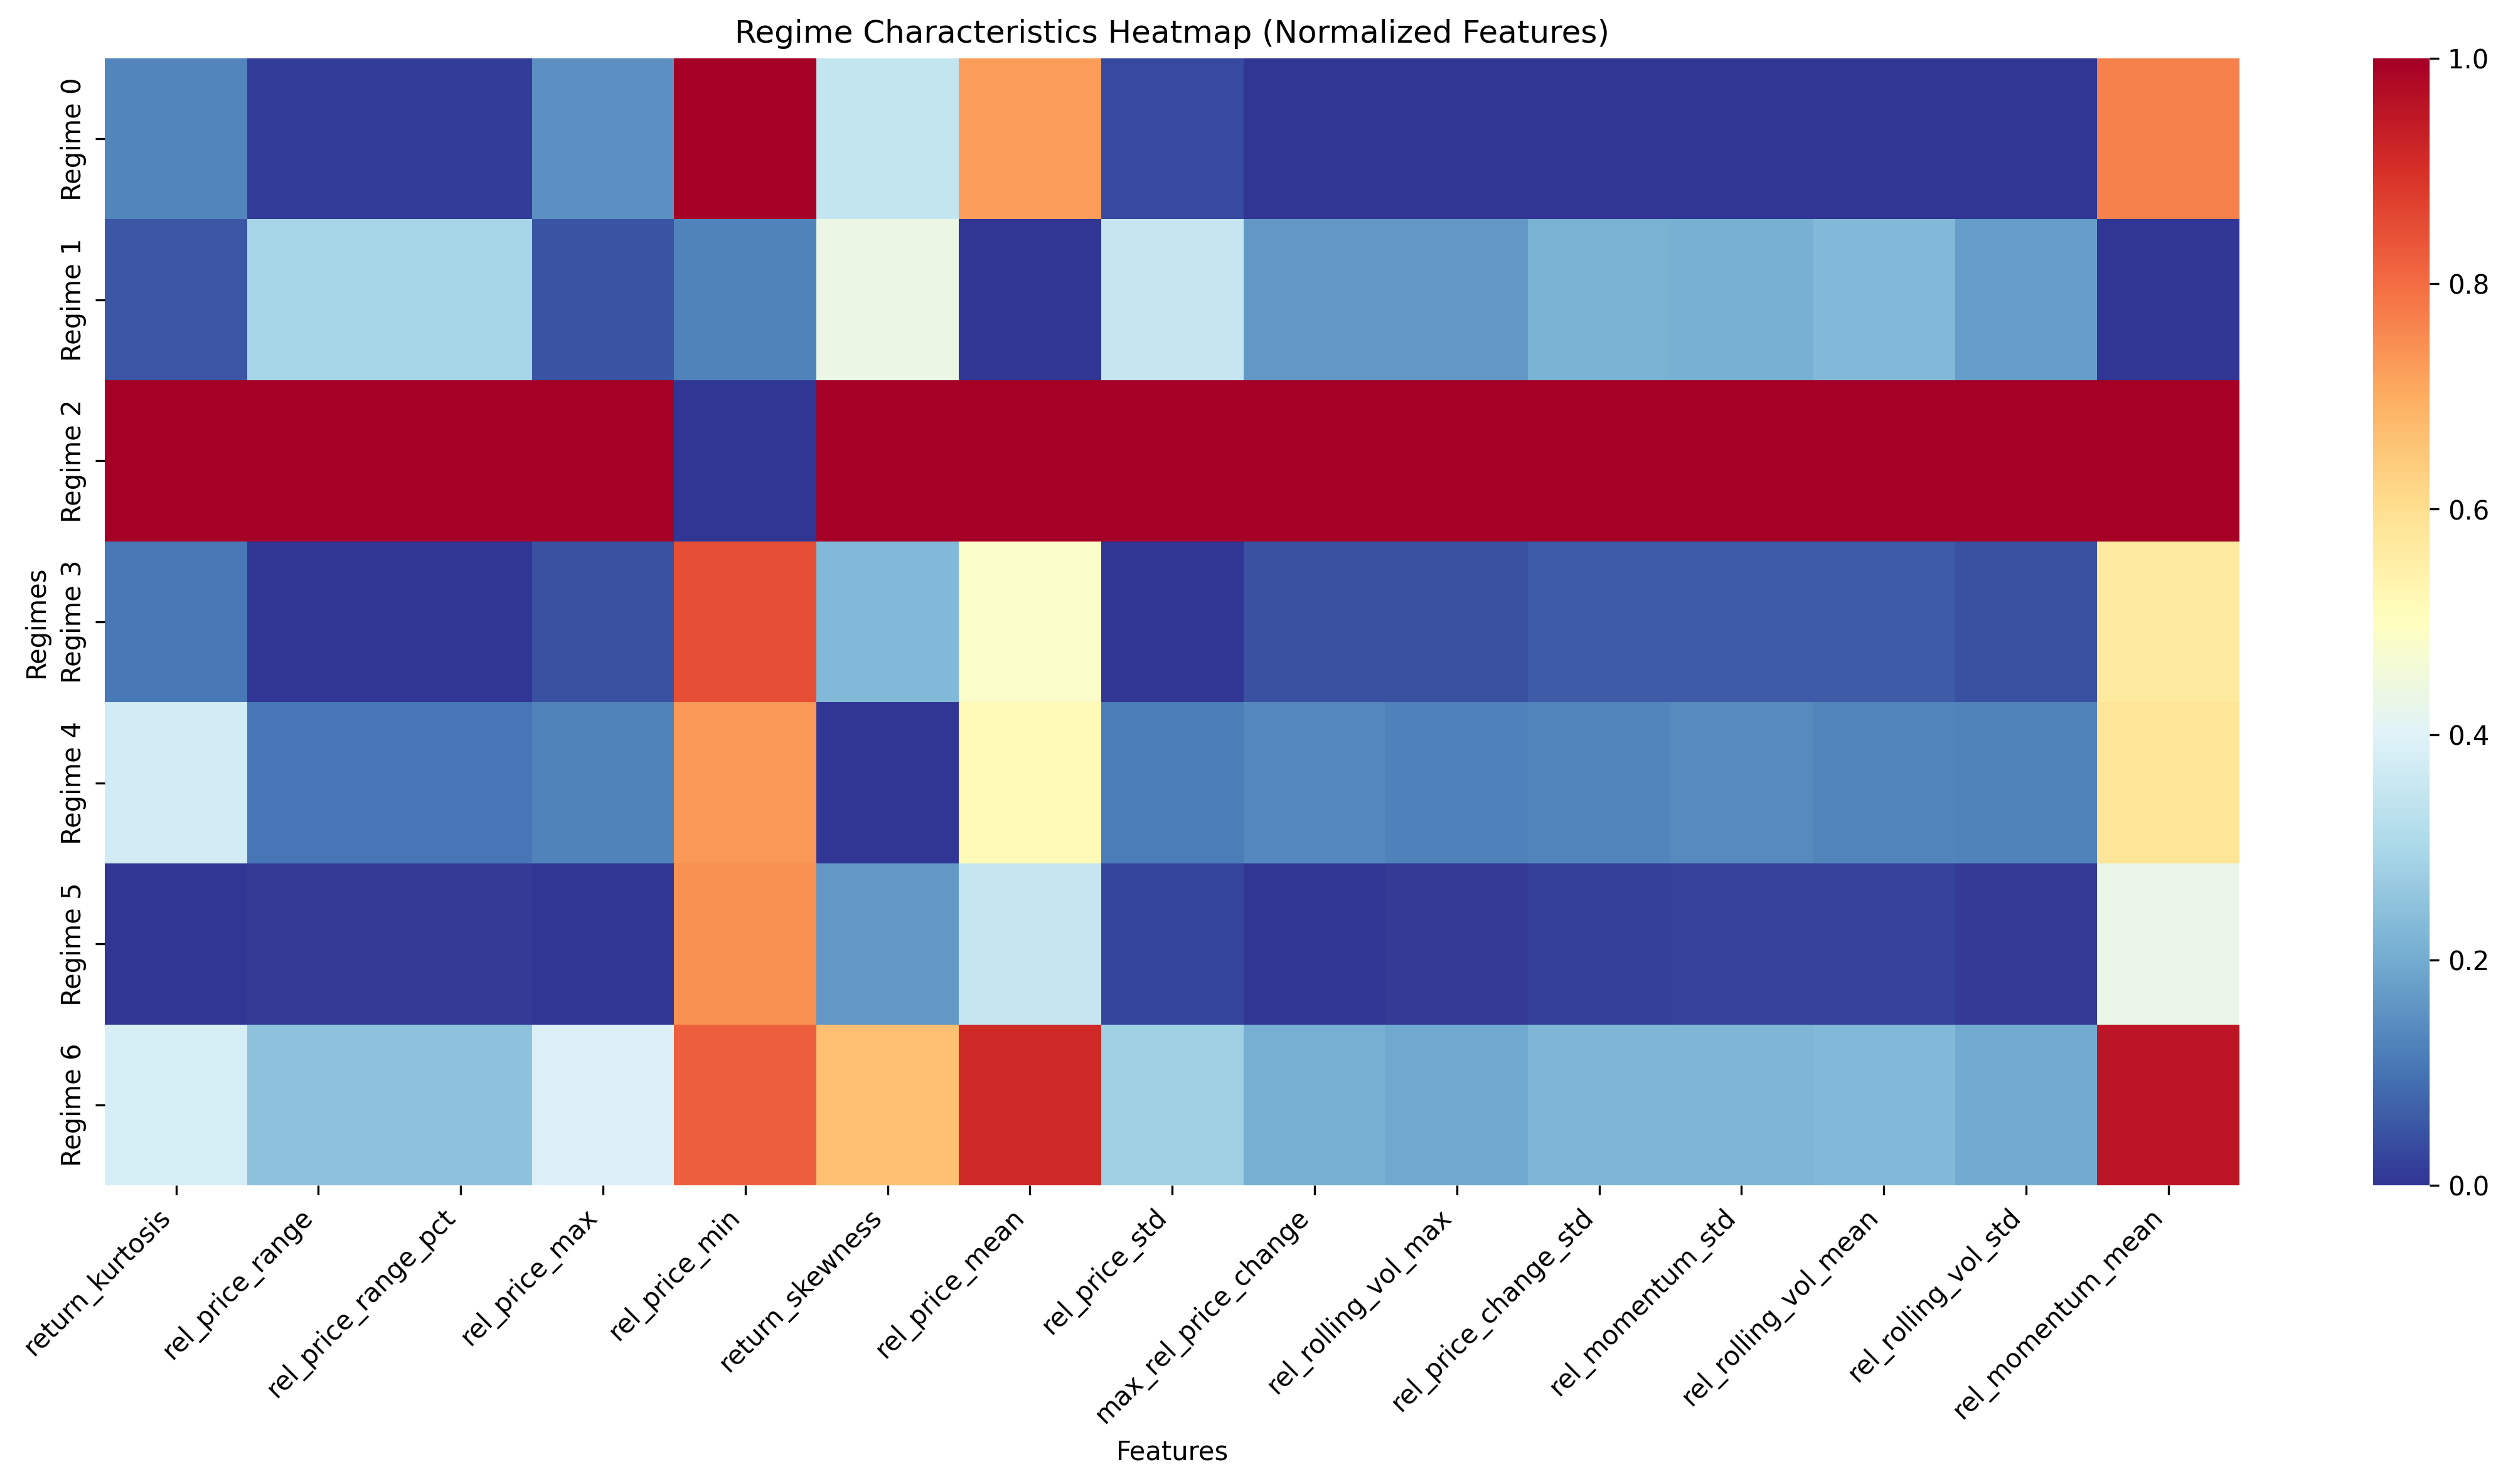 Regime Characteristics Heatmap (Normalized Features)
Regimes
Regime 0
Regime 1
Regime 2
Regime 3
Regime 4
Regime 5
Regime 6
return_kurtosis
rel_price_range
rel_price_range_pct
rel_price_max
rel_price_min
return_skewness
rel_price_mean
rel_price_std
max_rel_price_change
rel_rolling_vol_max
rel_price_change_std
rel_momentum_std
rel_rolling_vol_mean
rel_rolling_vol_std
rel_momentum_mean
Features
1.0
0.8
0.6
0.4
0.2
0.0